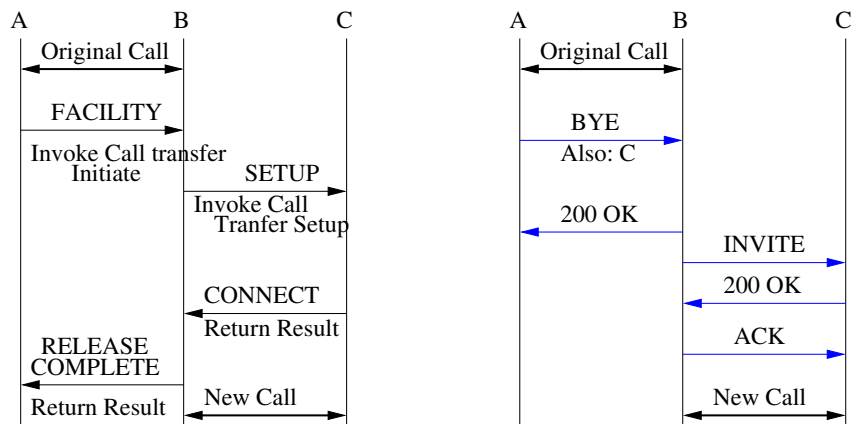 A B C
Original Call
FACILITY
Invoke Call transfer
Initiate
SETUP
Invoke Call
Tranfer Setup
CONNECT
Return Result
RELEASE
COMPLETE
Return Result
New Call
A B C
Original Call
BYE
Also: C
200 OK
INVITE
200 OK
ACK
New Call